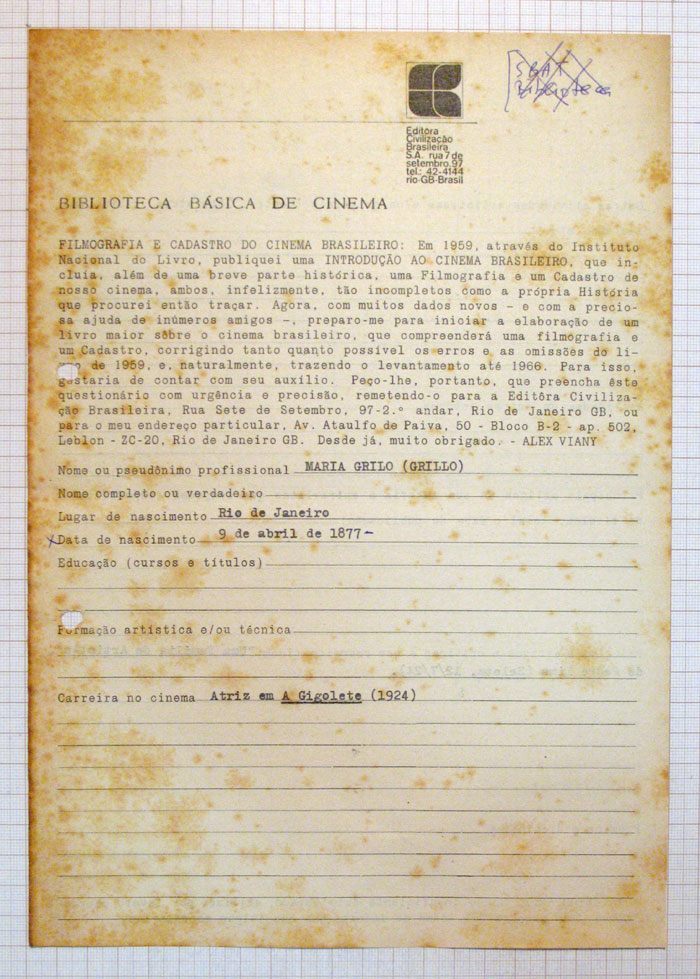 SBAT
Biblioteca
Editôra
Civilização
Brasileira
S.A. rua 7 de
setembro, 97
tel.: 42-4144
rio-GB-Brasil
BIBLIOTECA BÁSICA DE CINEMA
FILMOGRAFIA E CADASTRO DO CINEMA BRASILEIRO: Em 1959, através do Instituto
Nacional do Livro, publiquei uma INTRODUÇÃO AO CINEMA BRASILEIRO, que in-
cluia, além de uma breve parte histórica, uma Filmografia e um Cadastro de
nosso cinema, ambos, infelizmente, tão incompletos como a própria História
que procurei então traçar. Agora, com muitos dados novos - e com a precio-
sa ajuda de inúmeros amigos -, preparo-me para iniciar a elaboração de um
livro maior sôbre o cinema brasileiro, que compreenderá uma filmografia e
um Cadastro, corrigindo tanto quanto possível os erros e as omissões do li-
vro de 1959, e, naturalmente, trazendo o levantamento até 1966. Para isso,
gostaria de contar com seu auxílio. Peço-lhe, portanto, que preencha êste
questionário com urgência e precisão, remetendo-o para a Editôra Civiliza-
ção Brasileira, Rua Sete de Setembro, 97-2.º andar, Rio de Janeiro GB, ou
para o meu endereço particular, Av. Ataulfo de Paiva, 50 - Bloco B-2 - ap. 502,
Leblon - ZC-20, Rio de Janeiro GB. Desde já, muito obrigado. - ALEX VIANY
Nome ou pseudônimo profissional MARIA GRILO (GRILLO)
Nome completo ou verdadeiro
Lugar de nascimento Rio de Janeiro
x Data de nascimento 9 de abril de 1877-
Educação (cursos e títulos)
Formação artística e/ou técnica
Carreira no cinema Atriz em A Gigolete (1924)